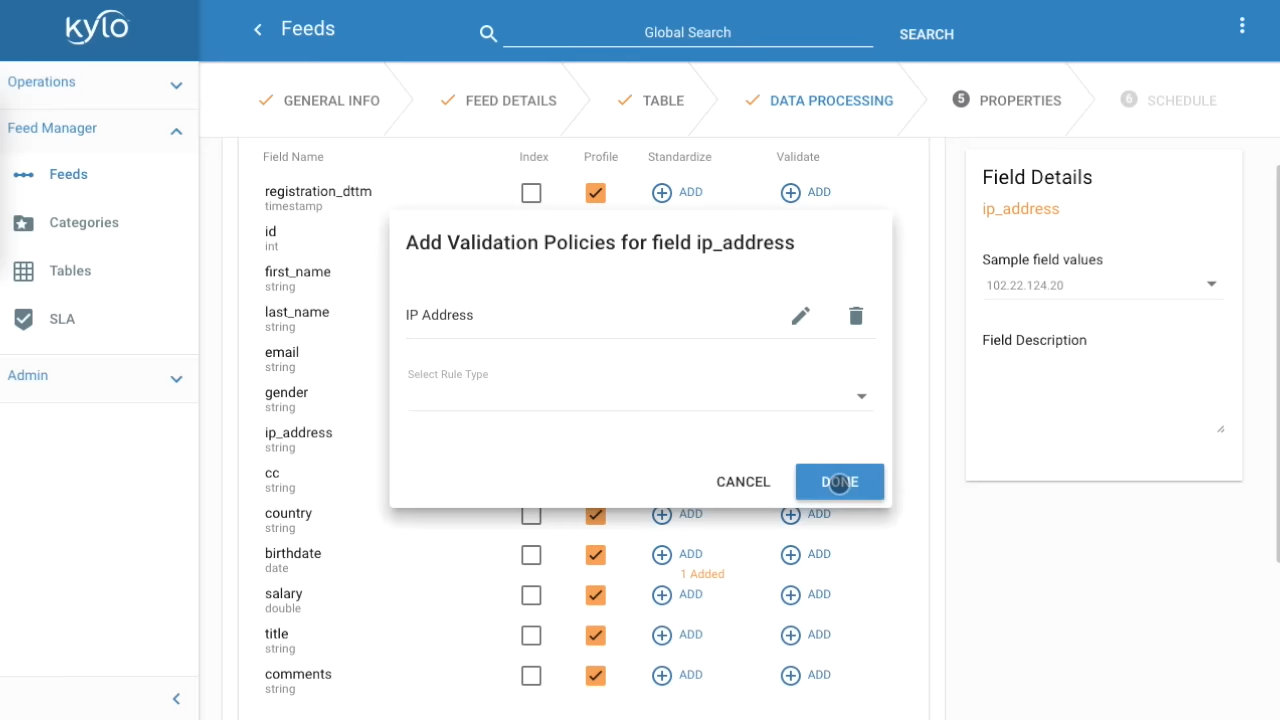 kylo
Feeds
Global Search
SEARCH
Operations
Feed Manager
Feeds
Categories
Tables
SLA
Admin
GENERAL INFO
FEED DETAILS
TABLE
DATA PROCESSING
5 PROPERTIES
6 SCHEDULE
Field Name Index Profile Standardize Validate
registration_dttm ADD ADD
timestamp
id
int
first_name
string
last_name
string
email
string
gender
string
ip_address
string
cc
string
country ADD ADD
string
birthdate ADD ADD
date 1 Added
salary ADD ADD
double
title ADD ADD
string
comments ADD ADD
string
Add Validation Policies for field ip_address
IP Address
Select Rule Type
CANCEL DONE
Field Details
ip_address
Sample field values
102.22.124.20
Field Description